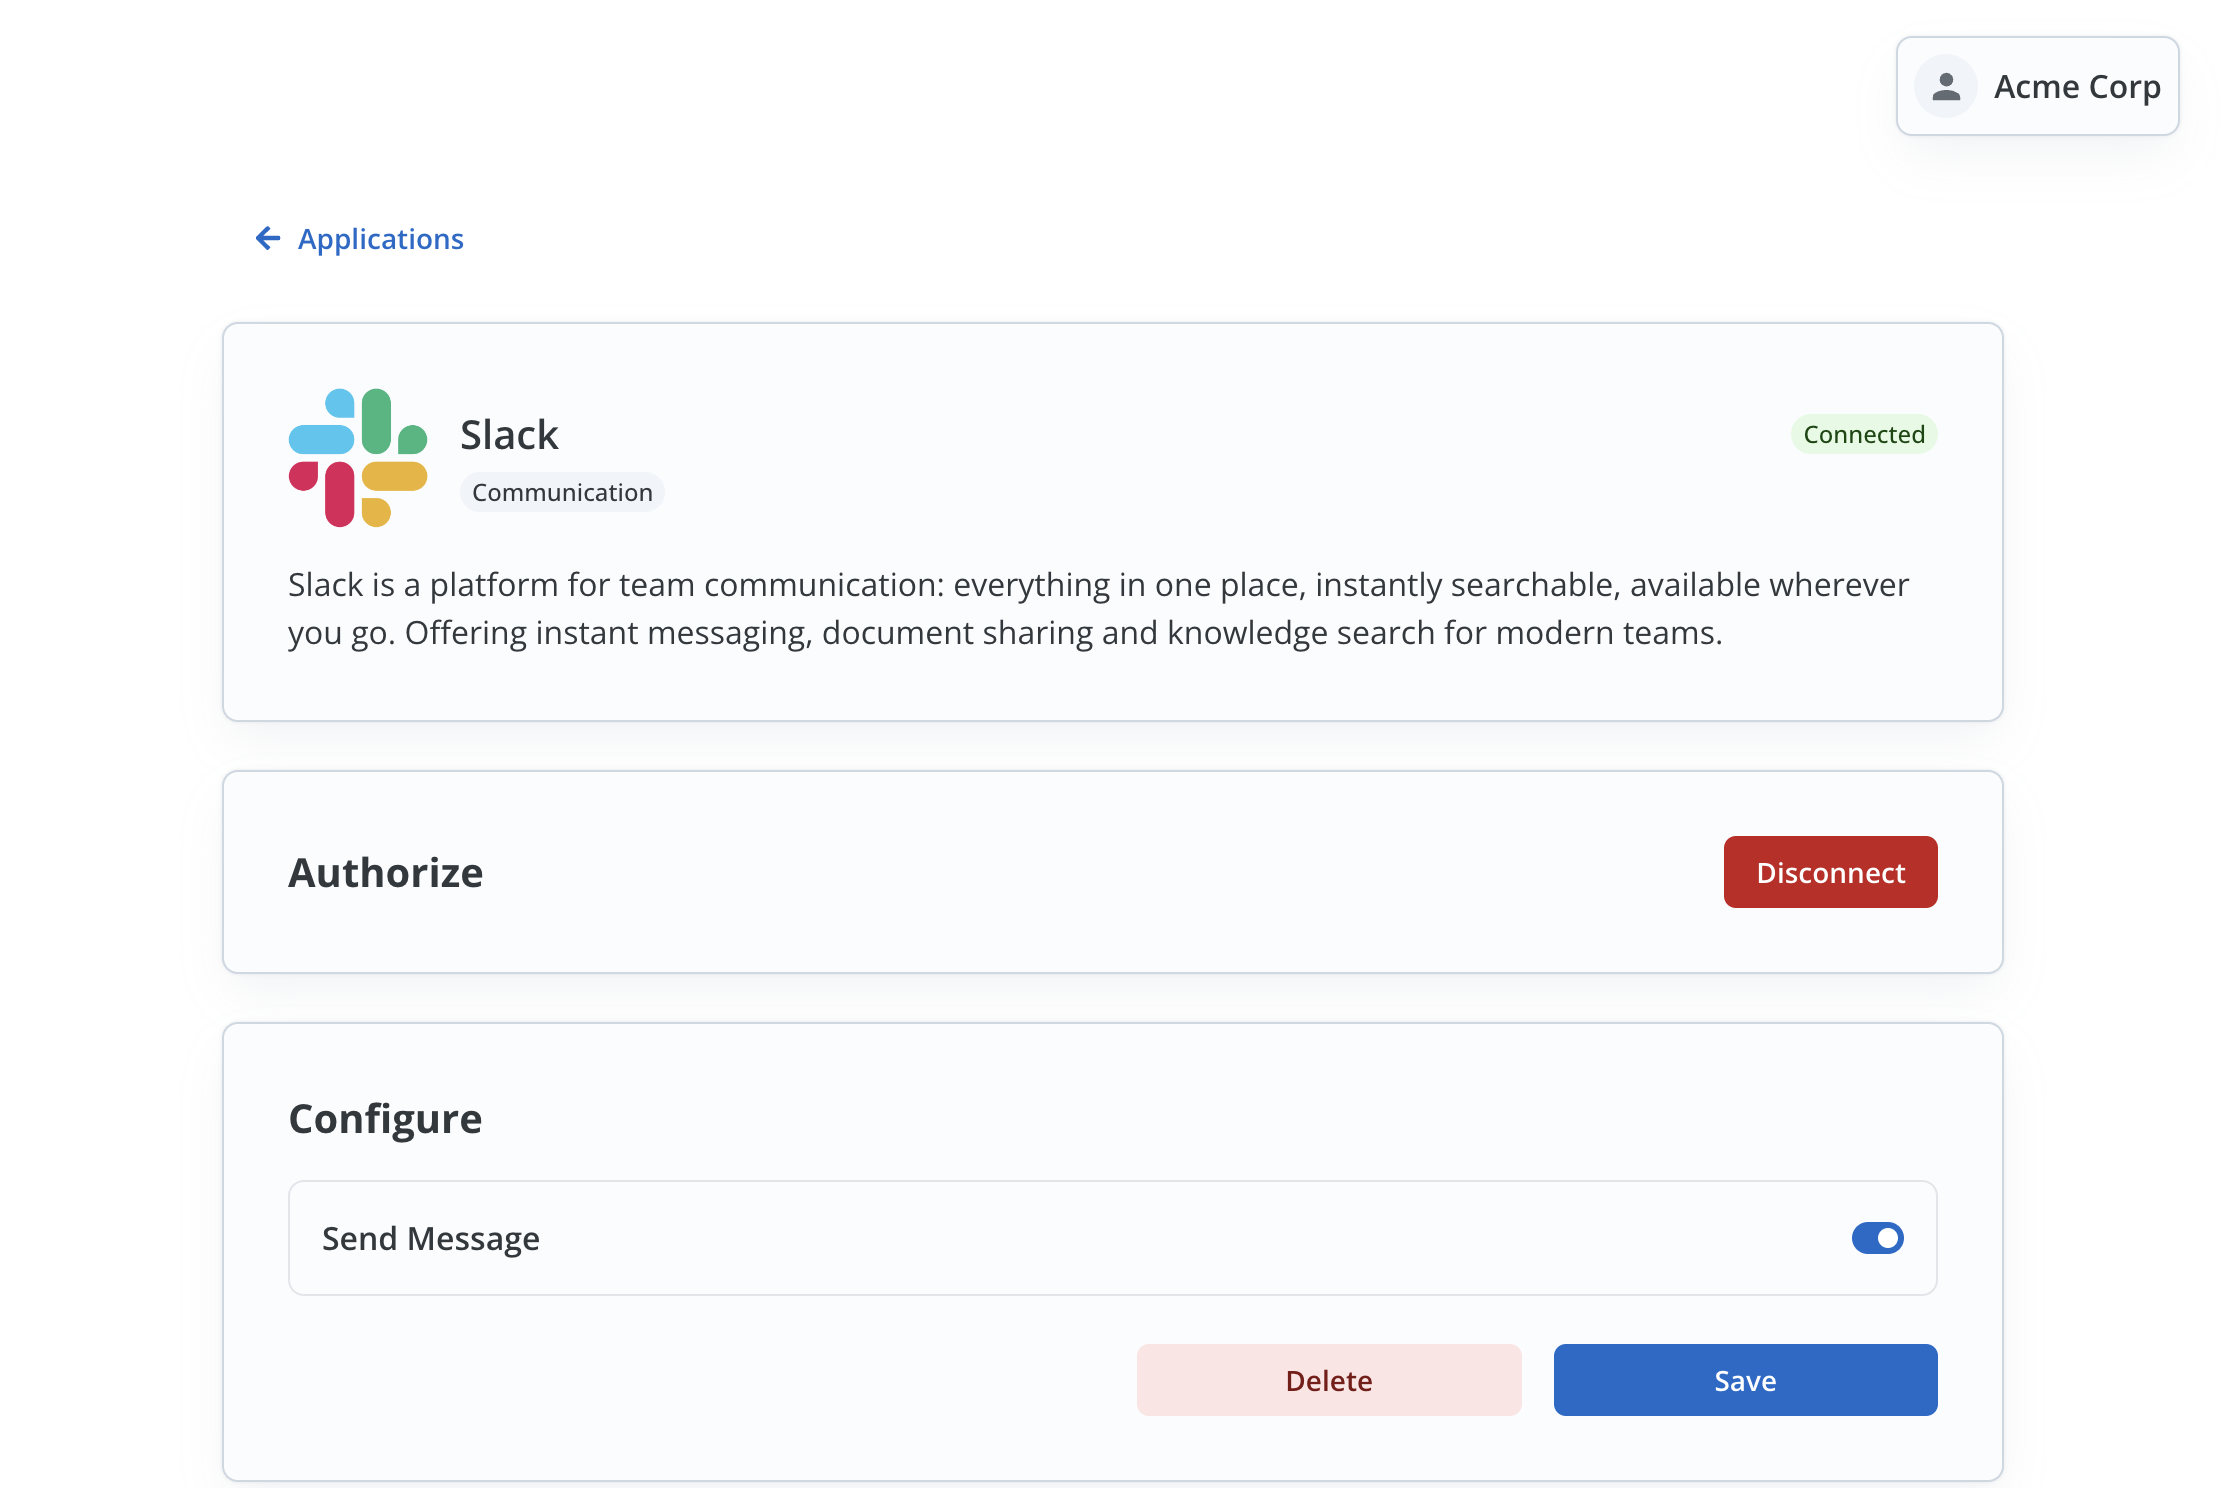 Acme Corp
Applications
Slack
Connected
Communication
Slack is a platform for team communication: everything in one place, instantly searchable, available wherever
you go. Offering instant messaging, document sharing and knowledge search for modern teams.
Authorize
Disconnect
Configure
Send Message
Delete
Save